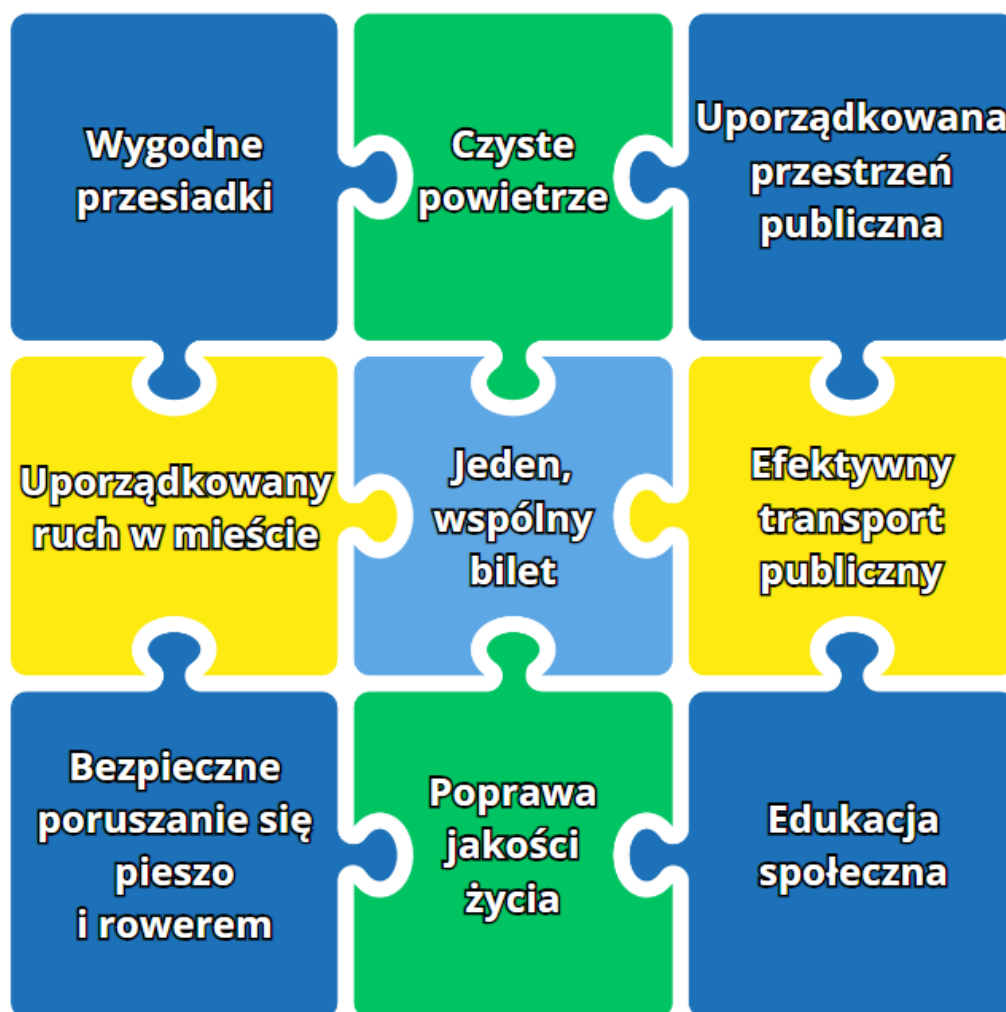 Wygodne
przesiadki
Czyste
powietrze
Uporządkowana
przestrzeń
publiczna
Uporządkowany
ruch w mieście
Jeden,
wspólny
bilet
Efektywny
transport
publiczny
Bezpieczne
poruszanie się
pieszo
i rowerem
Poprawa
jakości
życia
Edukacja
społeczna